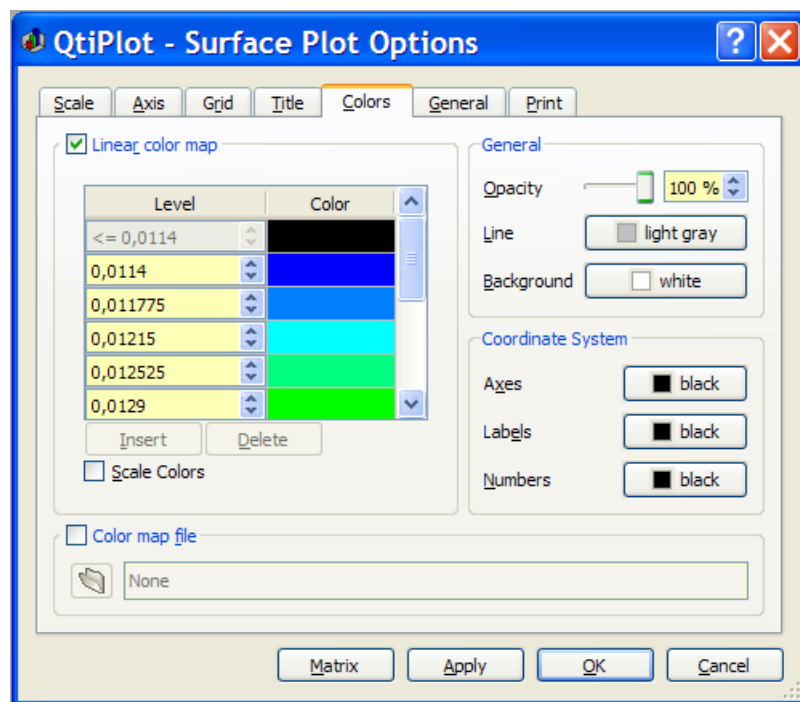 QtiPlot - Surface Plot Options
Scale Axis Grid Title Colors General Print
Linear color map
Level Color
<= 0,0114
0,0114
0,011775
0,01215
0,012525
0,0129
Insert Delete
Scale Colors
General
Opacity 100 %
Line light gray
Background white
Coordinate System
Axes black
Labels black
Numbers black
Color map file
None
Matrix Apply OK Cancel